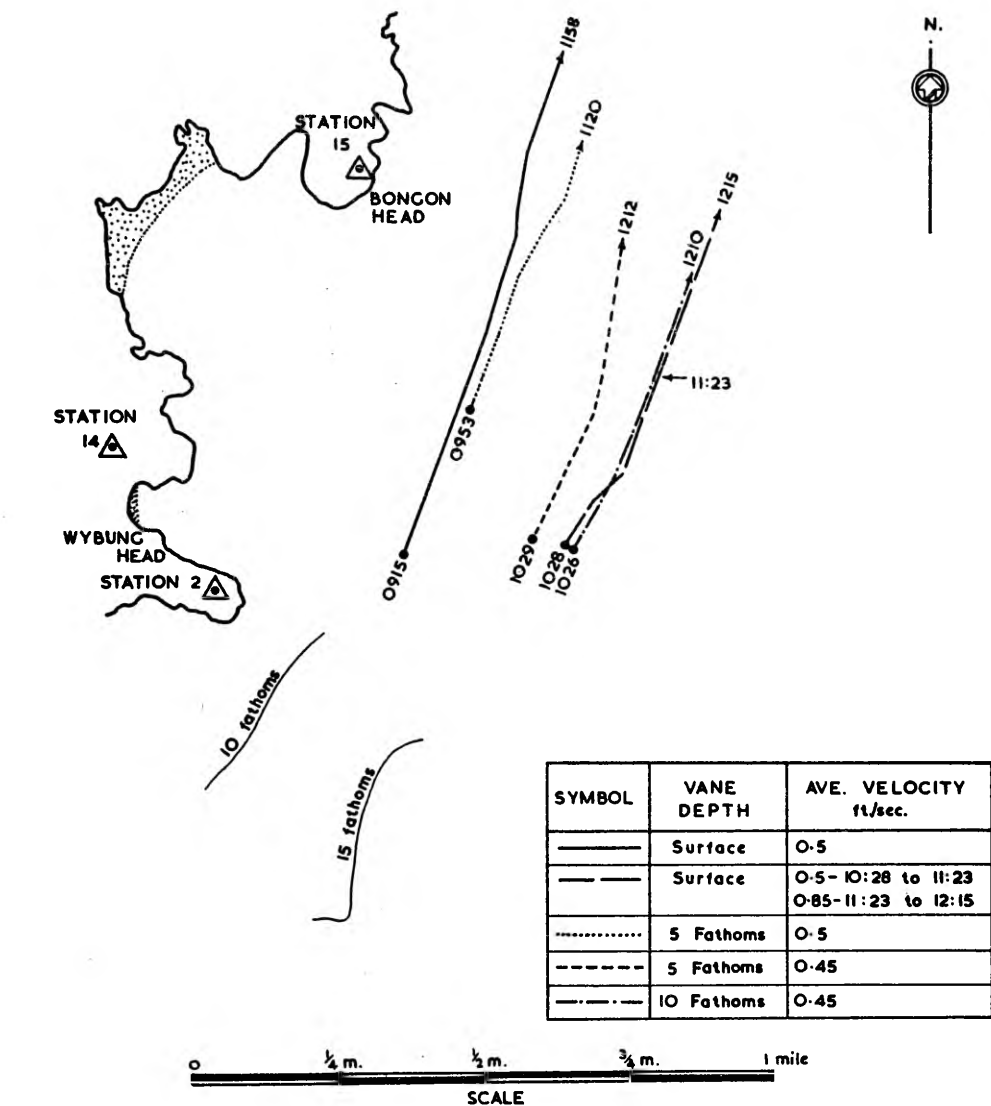 N.
1158
1120
STATION
15
BONGON
HEAD
1212
1215
1210
11:23
STATION
14
0953
WYBUNG
HEAD
STATION 2
0915
1029
1028
1026
10 fathoms
15 fathoms
SYMBOL
VANE
DEPTH
AVE. VELOCITY
ft/sec.
Surface
0·5
Surface
0·5 - 10:28 to 11:23
0·85 - 11:23 to 12:15
5 Fathoms
0·5
5 Fathoms
0·45
10 Fathoms
0·45
0
1/4 m.
1/2 m.
3/4 m.
1 mile
SCALE